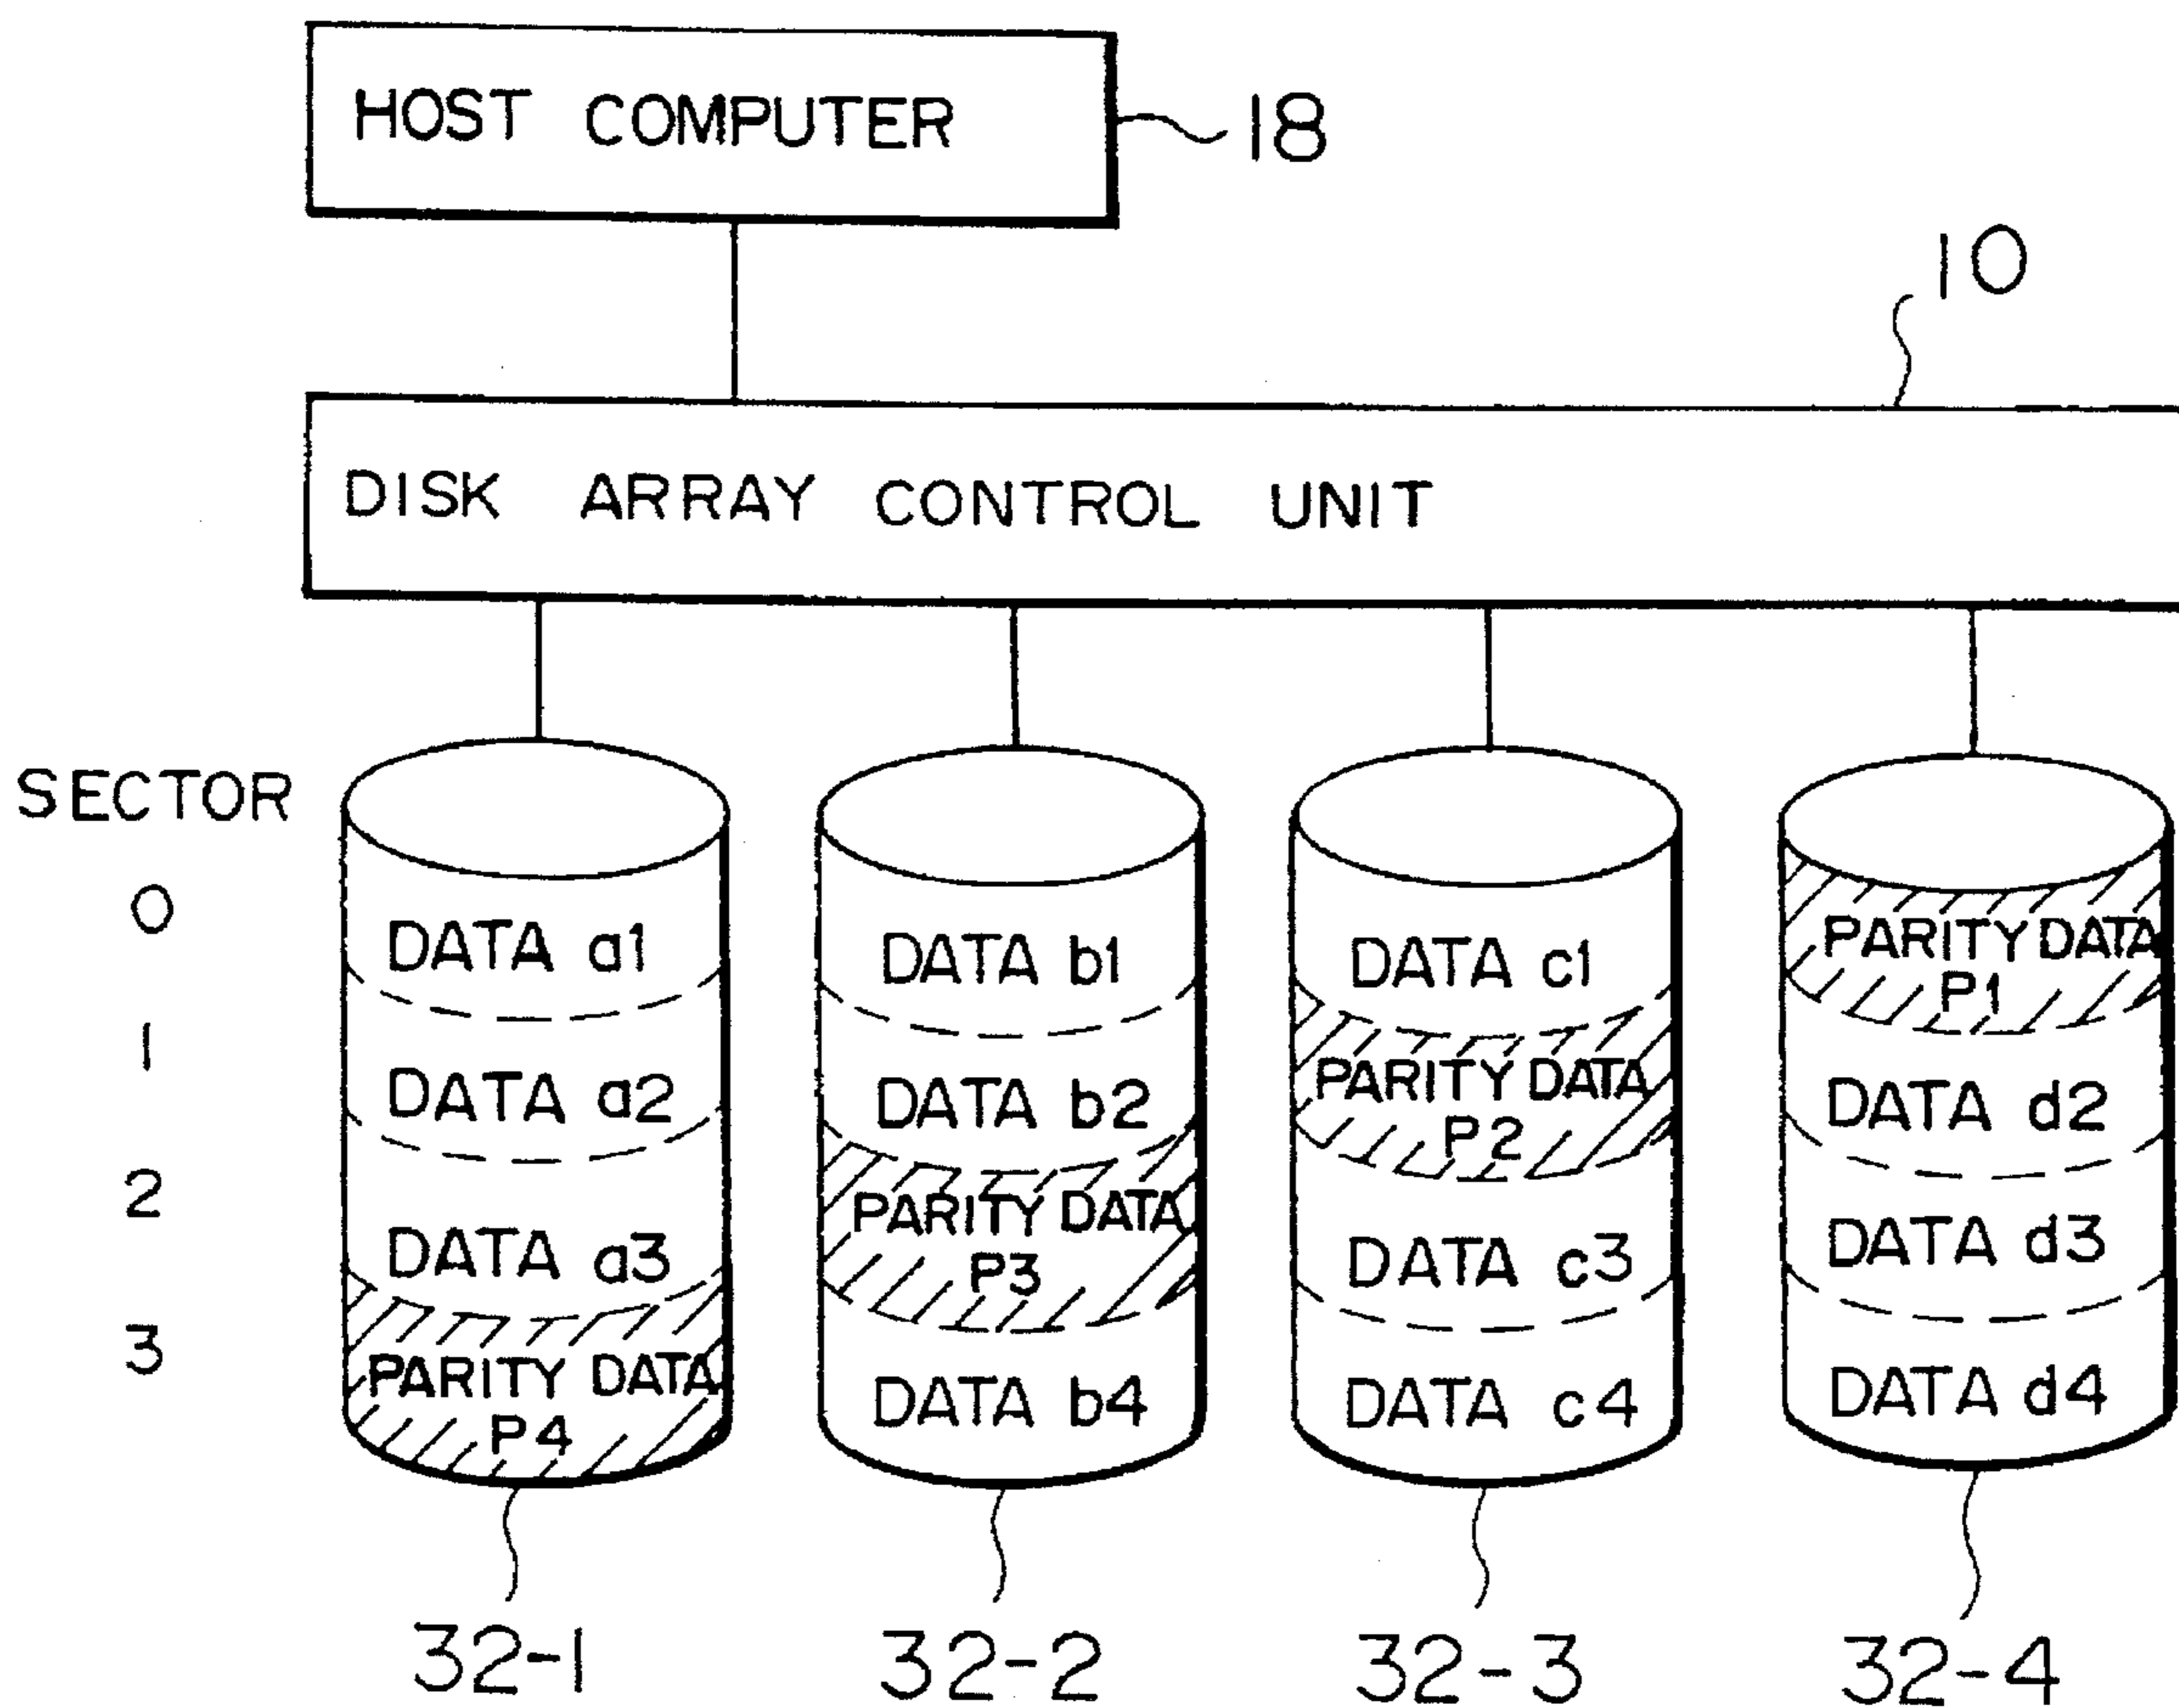 HOST COMPUTER
18
10
DISK ARRAY CONTROL UNIT
SECTOR
0
DATA a1
DATA b1
DATA c1
PARITY DATA
P1
1
DATA a2
DATA b2
PARITY DATA
P2
DATA d2
2
DATA a3
PARITY DATA
P3
DATA c3
DATA d3
3
PARITY DATA
P4
DATA b4
DATA c4
DATA d4
32-1
32-2
32-3
32-4